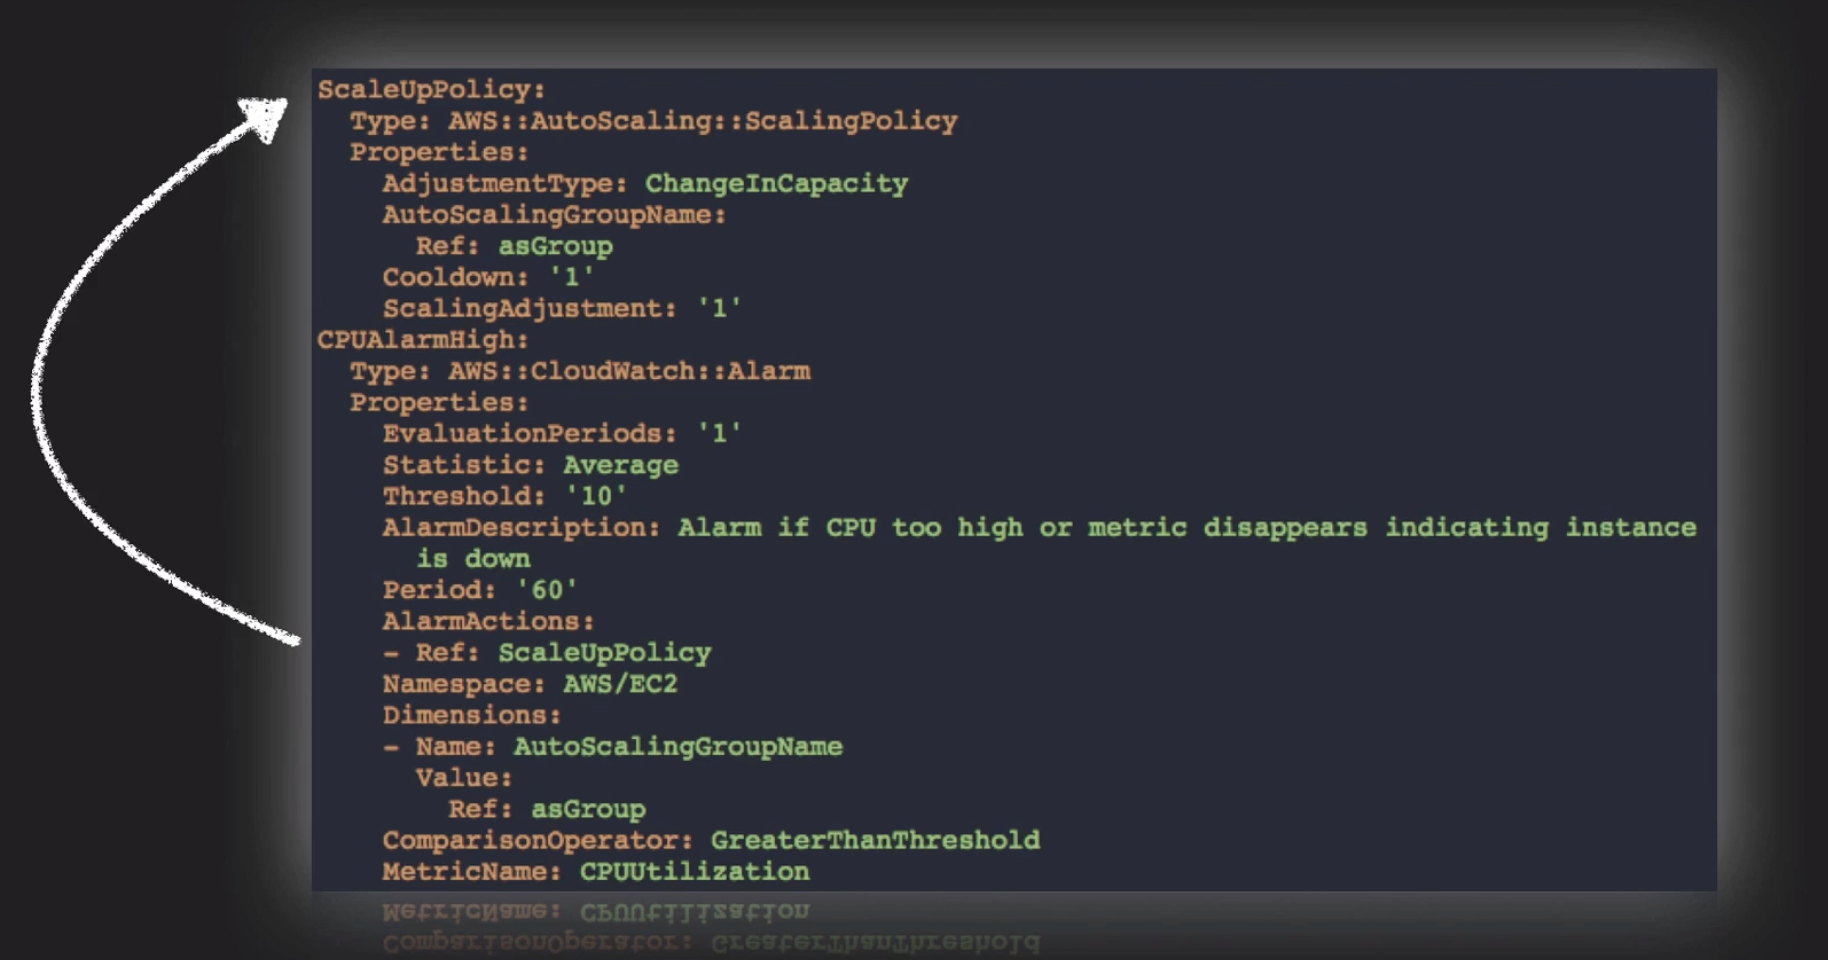 ScaleUpPolicy:
  Type: AWS::AutoScaling::ScalingPolicy
  Properties:
    AdjustmentType: ChangeInCapacity
    AutoScalingGroupName:
      Ref: asGroup
    Cooldown: '1'
    ScalingAdjustment: '1'
CPUAlarmHigh:
  Type: AWS::CloudWatch::Alarm
  Properties:
    EvaluationPeriods: '1'
    Statistic: Average
    Threshold: '10'
    AlarmDescription: Alarm if CPU too high or metric disappears indicating instance
      is down
    Period: '60'
    AlarmActions:
    - Ref: ScaleUpPolicy
    Namespace: AWS/EC2
    Dimensions:
    - Name: AutoScalingGroupName
      Value:
        Ref: asGroup
    ComparisonOperator: GreaterThanThreshold
    MetricName: CPUUtilization